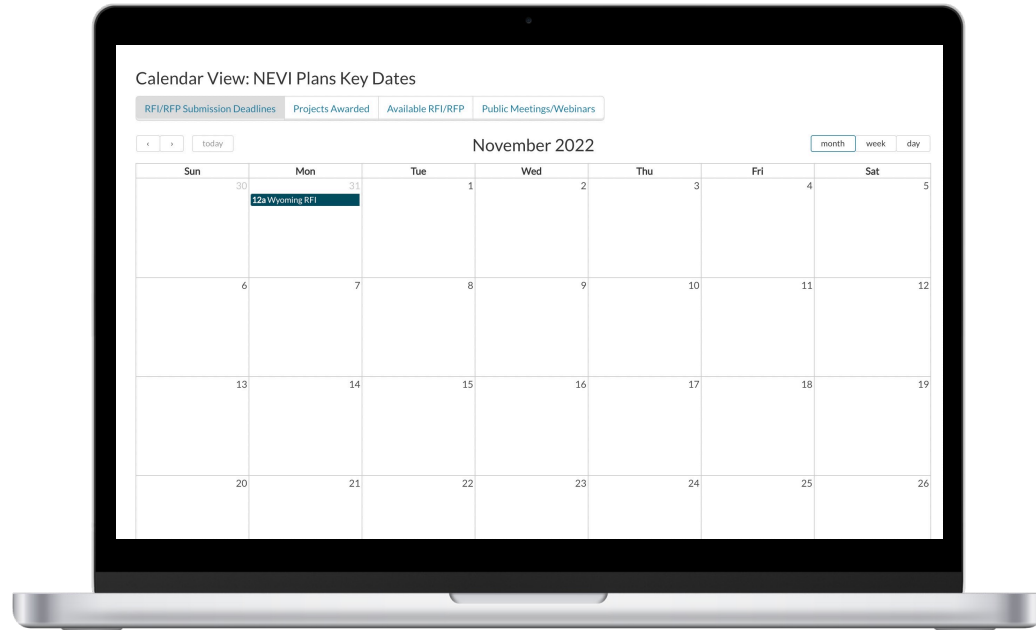 Calendar View: NEVI Plans Key Dates
RFI/RFP Submission Deadlines Projects Awarded Available RFI/RFP Public Meetings/Webinars
‹ › today November 2022 month week day
Sun Mon Tue Wed Thu Fri Sat
30 31 1 2 3 4 5
12a Wyoming RFI
6 7 8 9 10 11 12
13 14 15 16 17 18 19
20 21 22 23 24 25 26